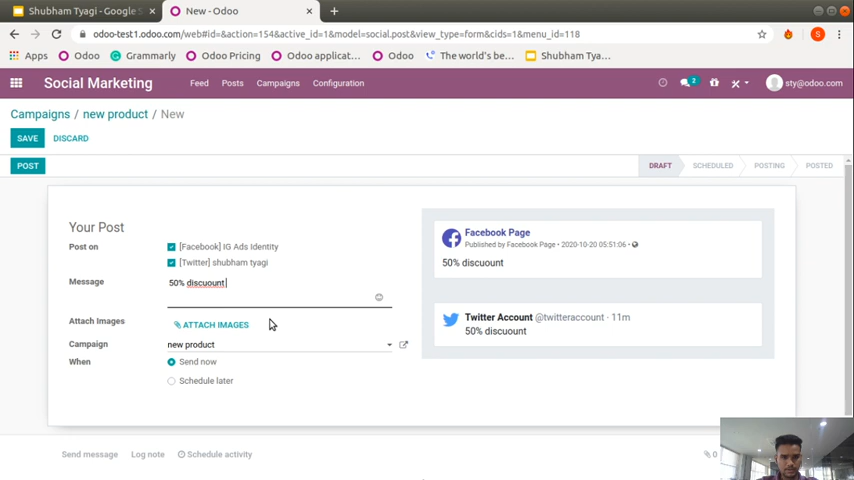 Shubham Tyagi - Google S
New - Odoo
odoo-test1.odoo.com/web#id=&action=154&active_id=1&model=social.post&view_type=form&cids=1&menu_id=118
S
Apps
Odoo
Grammarly
Odoo Pricing
Odoo applicat...
Odoo
The world's be...
Shubham Tya...
Social Marketing
Feed
Posts
Campaigns
Configuration
2
sty@odoo.com
Campaigns / new product / New
SAVE
DISCARD
POST
DRAFT
SCHEDULED
POSTING
POSTED
Your Post
Post on
[Facebook] IG Ads Identity
[Twitter] shubham tyagi
Message
50% discuount
Attach Images
ATTACH IMAGES
Campaign
new product
When
Send now
Schedule later
Facebook Page
Published by Facebook Page • 2020-10-20 05:51:06 •
50% discuount
Twitter Account @twitteraccount · 11m
50% discuount
Send message
Log note
Schedule activity
0